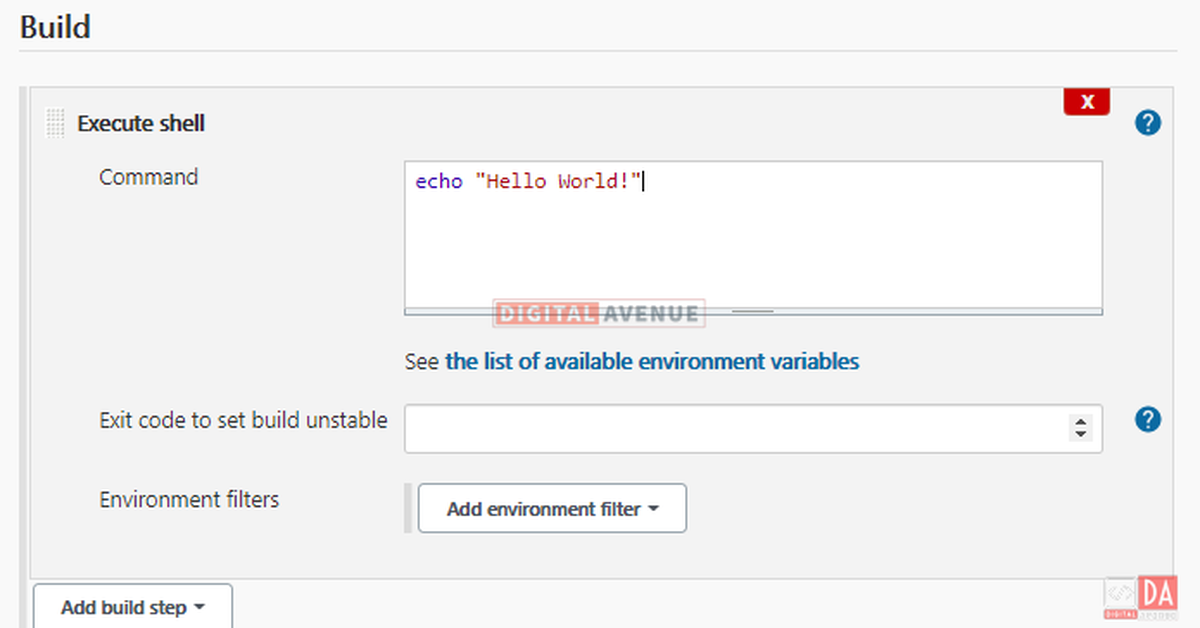 Build
Execute shell
X
?
Command
echo "Hello World!"
DIGITAL AVENUE
See the list of available environment variables
Exit code to set build unstable
?
Environment filters
Add environment filter
Add build step
</> DA
DIGITAL